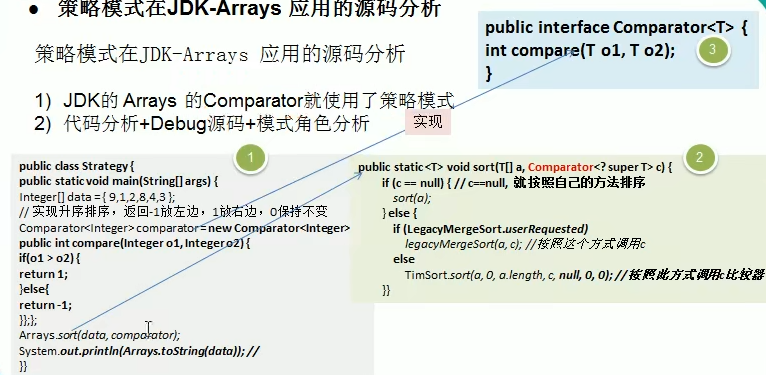 ● 策略模式在JDK-Arrays 应用的源码分析
策略模式在JDK-Arrays 应用的源码分析
1) JDK的 Arrays 的Comparator就使用了策略模式
2) 代码分析+Debug源码+模式角色分析
public interface Comparator<T> {
int compare(T o1, T o2);
}
3
实现
1
public class Strategy {
public static void main(String[] args) {
Integer[] data = { 9,1,2,8,4,3 };
// 实现升序排序，返回-1放左边，1放右边，0保持不变
Comparator<Integer> comparator = new Comparator<Integer>
public int compare(Integer o1, Integer o2) {
if(o1 > o2) {
return 1;
}else{
return -1;
}};};
Arrays.sort(data, comparator);
System.out.println(Arrays.toString(data)); //
}}
2
public static<T> void sort(T[] a, Comparator<? super T> c) {
if (c == null) { // c==null, 就按照自己的方法排序
sort(a);
} else {
if (LegacyMergeSort.userRequested)
legacyMergeSort(a, c); //按照这个方式调用c
else
TimSort.sort(a, 0, a.length, c, null, 0, 0); //按照此方式调用c比较器
}}